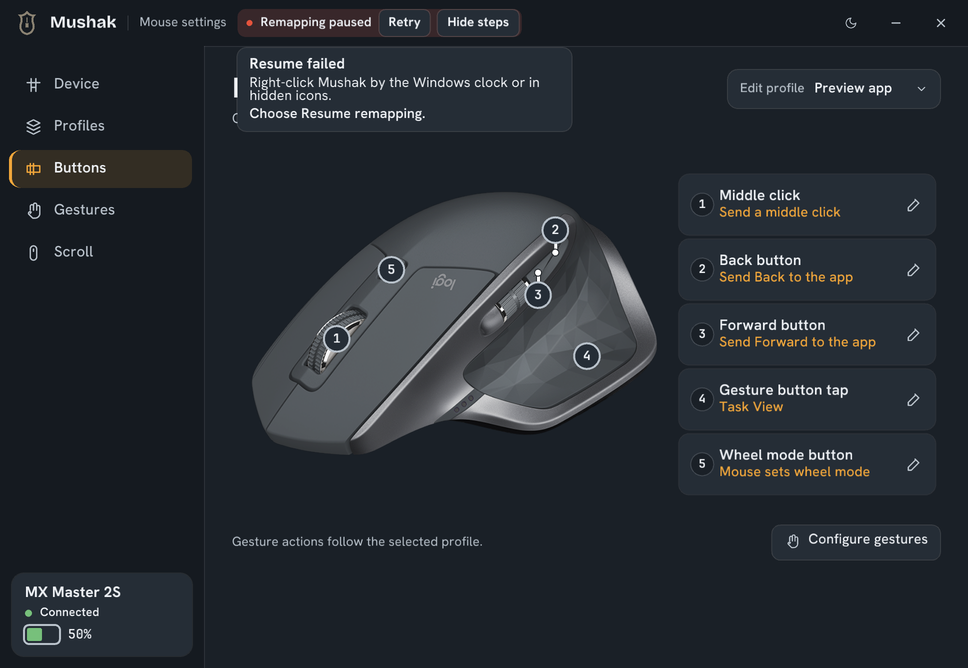 Mushak
Mouse settings
Remapping paused
Retry
Hide steps
Resume failed
Right-click Mushak by the Windows clock or in
hidden icons.
Choose Resume remapping.
Edit profile Preview app
Device
Profiles
Buttons
Gestures
Scroll
logi
1
2
3
4
5
1 Middle click
Send a middle click
2 Back button
Send Back to the app
3 Forward button
Send Forward to the app
4 Gesture button tap
Task View
5 Wheel mode button
Mouse sets wheel mode
Gesture actions follow the selected profile.
Configure gestures
MX Master 2S
Connected
50%